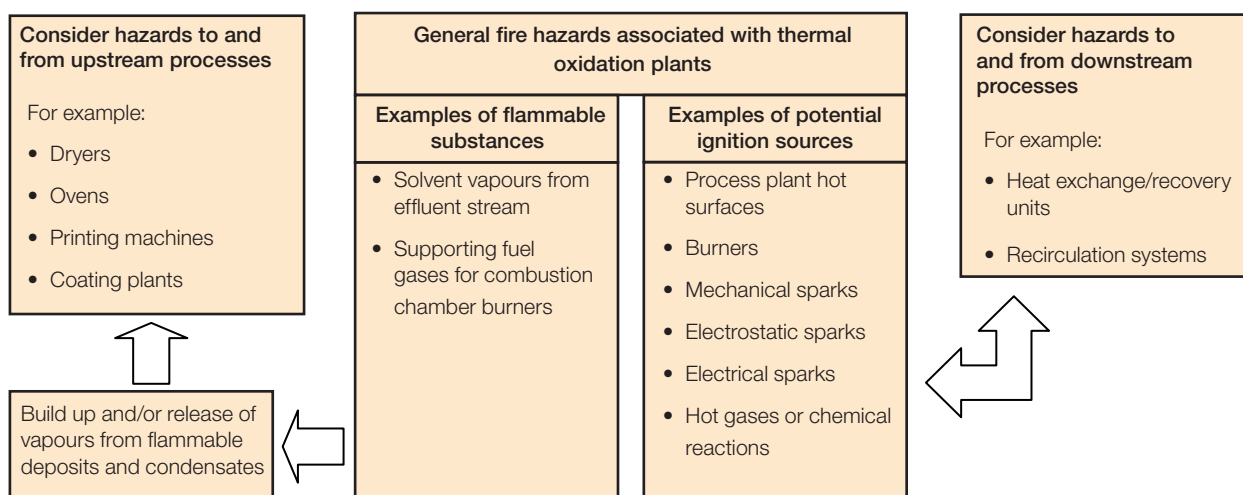 Consider hazards to and
from upstream processes
For example:
• Dryers
• Ovens
• Printing machines
• Coating plants
Build up and/or release of
vapours from flammable
deposits and condensates
General fire hazards associated with thermal
oxidation plants
Examples of flammable
substances
• Solvent vapours from
effluent stream
• Supporting fuel
gases for combustion
chamber burners
Examples of potential
ignition sources
• Process plant hot
surfaces
• Burners
• Mechanical sparks
• Electrostatic sparks
• Electrical sparks
• Hot gases or chemical
reactions
Consider hazards to
and from downstream
processes
For example:
• Heat exchange/recovery
units
• Recirculation systems